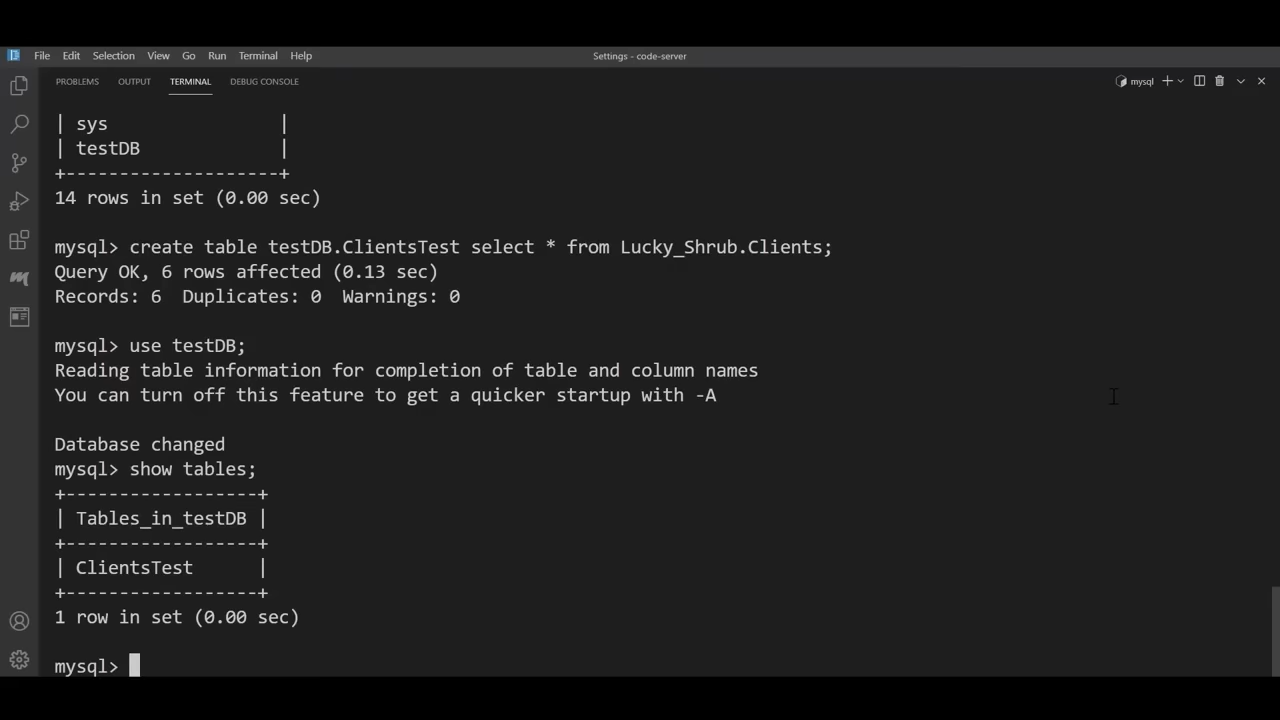 File Edit Selection View Go Run Terminal Help
Settings - code-server
PROBLEMS OUTPUT TERMINAL DEBUG CONSOLE
mysql
| sys                |
| testDB             |
+--------------------+
14 rows in set (0.00 sec)
mysql> create table testDB.ClientsTest select * from Lucky_Shrub.Clients;
Query OK, 6 rows affected (0.13 sec)
Records: 6  Duplicates: 0  Warnings: 0
mysql> use testDB;
Reading table information for completion of table and column names
You can turn off this feature to get a quicker startup with -A
Database changed
mysql> show tables;
+------------------+
| Tables_in_testDB |
+------------------+
| ClientsTest      |
+------------------+
1 row in set (0.00 sec)
mysql>